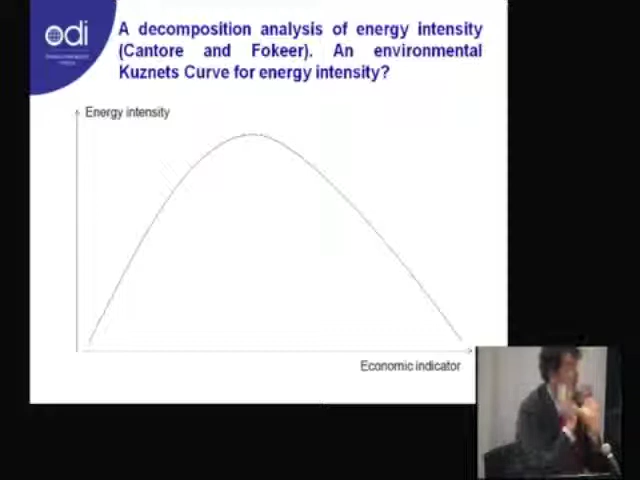 odi
A decomposition analysis of energy intensity
(Cantore and Fokeer). An environmental
Kuznets Curve for energy intensity?
Energy intensity
Economic indicator